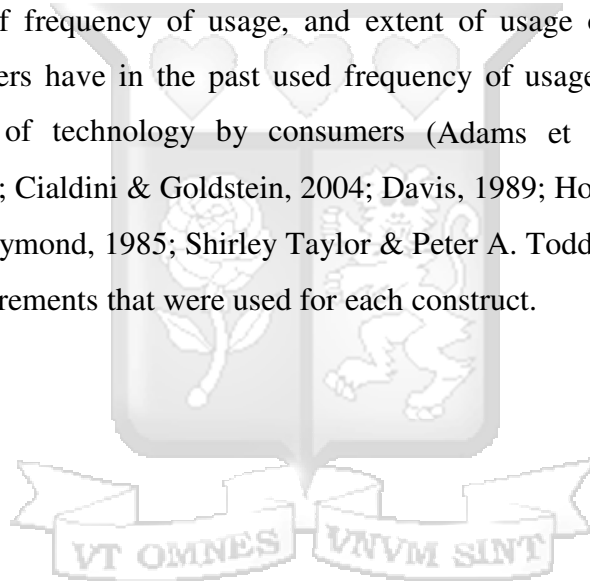 f frequency of usage, and extent of usage
ers have in the past used frequency of usage
of technology by consumers (Adams et
; Cialdini & Goldstein, 2004; Davis, 1989; Ho
ymond, 1985; Shirley Taylor & Peter A. Todd
rements that were used for each construct.
VT OMNES VNVM SINT